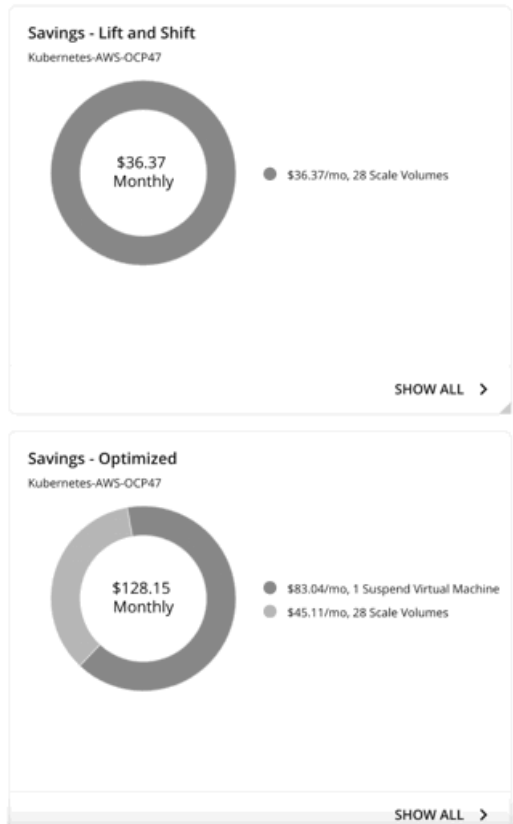 Savings - Lift and Shift
Kubernetes-AWS-OCP47
$36.37
Monthly
$36.37/mo, 28 Scale Volumes
SHOW ALL
Savings - Optimized
Kubernetes-AWS-OCP47
$128.15
Monthly
$83.04/mo, 1 Suspend Virtual Machine
$45.11/mo, 28 Scale Volumes
SHOW ALL